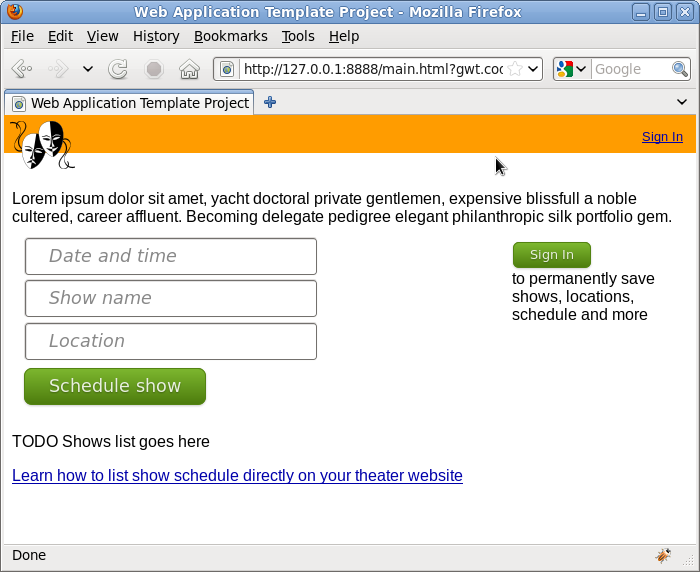 Web Application Template Project - Mozilla Firefox
File Edit View History Bookmarks Tools Help
http://127.0.0.1:8888/main.html?gwt.coc
Google
Web Application Template Project
Sign In
Lorem ipsum dolor sit amet, yacht doctoral private gentlemen, expensive blissfull a noble
cultured, career affluent. Becoming delegate pedigree elegant philanthropic silk portfolio gem.
Date and time
Show name
Location
Schedule show
Sign In
to permanently save
shows, locations,
schedule and more
TODO Shows list goes here
Learn how to list show schedule directly on your theater website
Done